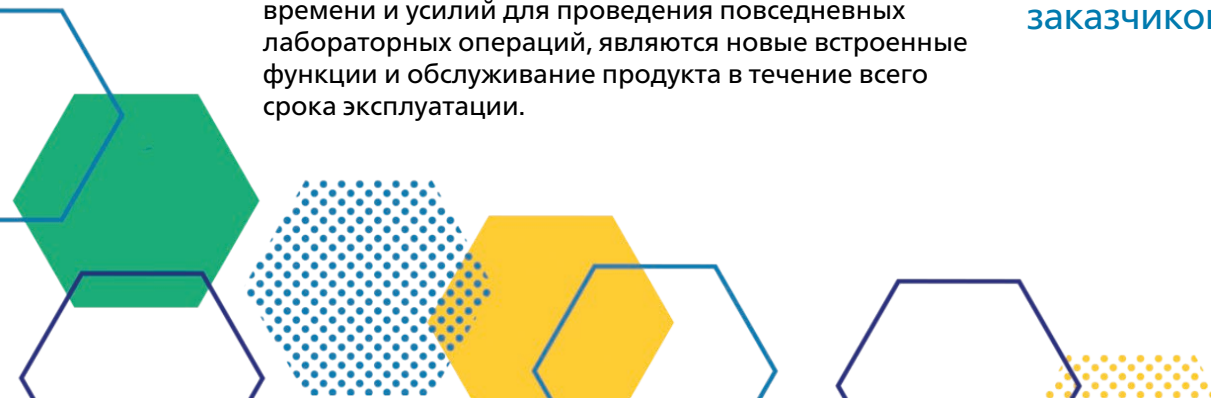 времени и усилий для проведения повседневных
лабораторных операций, являются новые встроенные
функции и обслуживание продукта в течение всего
срока эксплуатации.